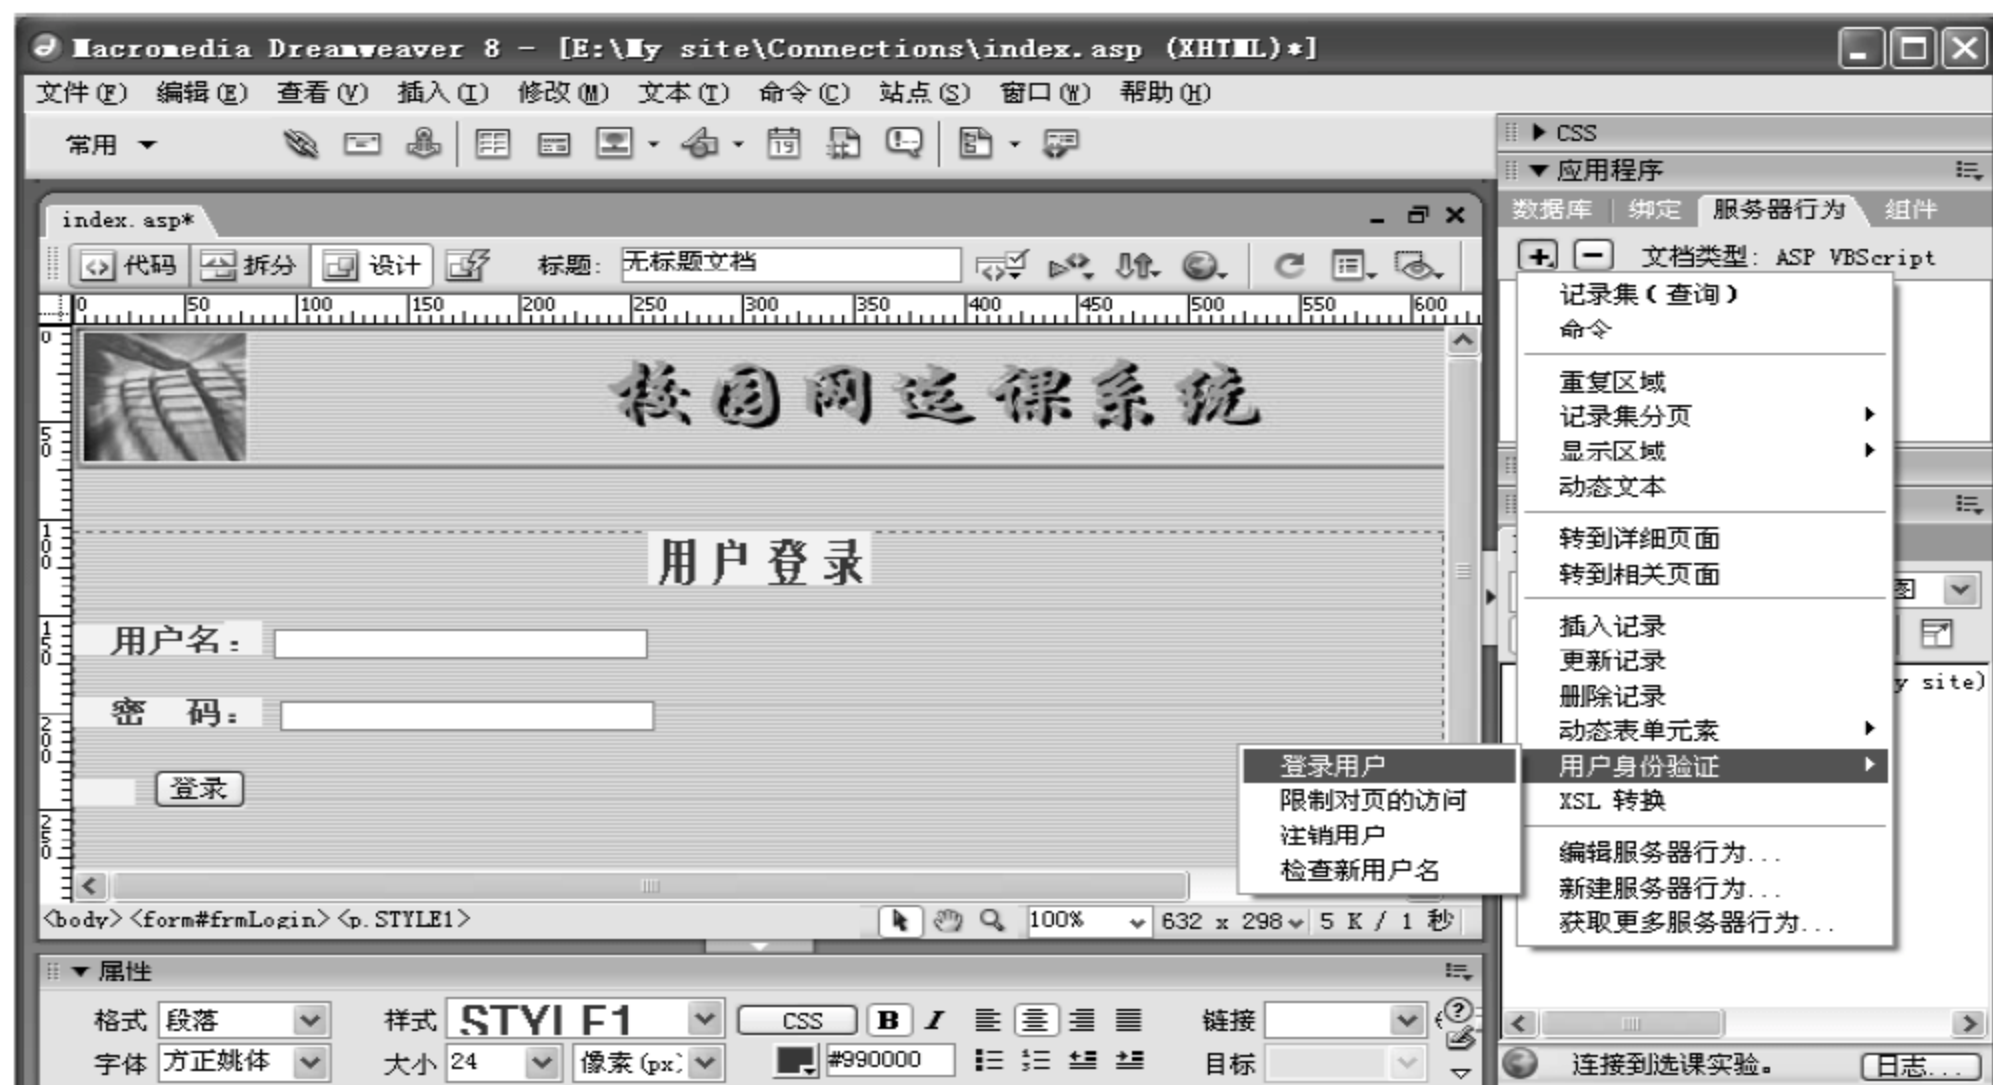 Macromedia Dreamweaver 8 - [E:\My site\Connections\index.asp (XHTML)*]
文件(F) 编辑(E) 查看(V) 插入(I) 修改(M) 文本(T) 命令(C) 站点(S) 窗口(W) 帮助(H)
常用
CSS
应用程序
数据库 绑定 服务器行为 组件
文档类型: ASP VBScript
index.asp*
代码 拆分 设计 标题: 无标题文档
0 50 100 150 200 250 300 350 400 450 500 550 600
0
50
100
150
200
250
校园网选课系统
用户登录
用户名:
密 码:
登录
记录集(查询)
命令
重复区域
记录集分页
显示区域
动态文本
转到详细页面
转到相关页面
插入记录
更新记录
删除记录
动态表单元素
用户身份验证
XSL 转换
编辑服务器行为...
新建服务器行为...
获取更多服务器行为...
登录用户
限制对页的访问
注销用户
检查新用户名
图
y site)
<body><form#frmLogin><p.STYLE1>
100% 632 x 298 5 K / 1 秒
属性
格式 段落 样式 STYLE1 CSS B I 链接
字体 方正姚体 大小 24 像素(px) #990000 目标
连接到选课实验。 日志...